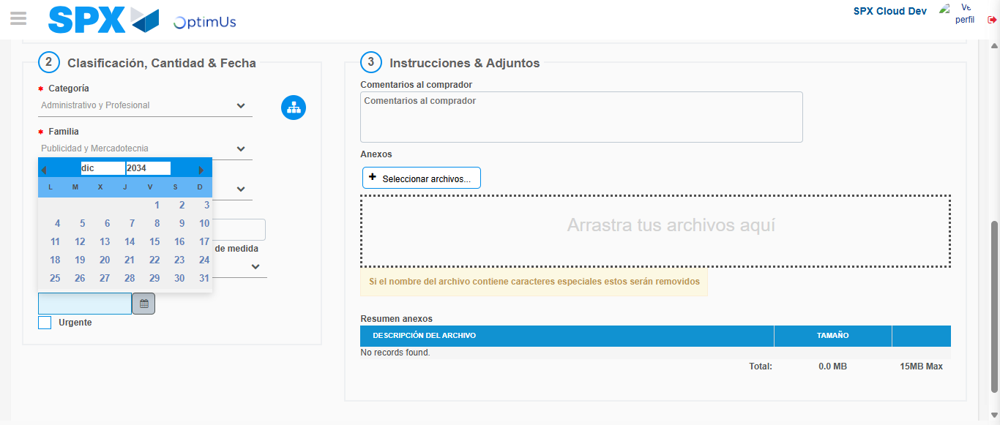 SPX
OptimUs
SPX Cloud Dev
Ve
perfil
2 Clasificación, Cantidad & Fecha
* Categoría
Administrativo y Profesional
* Familia
Publicidad y Mercadotecnia
dic 2034
L M X J V S D
1 2 3
4 5 6 7 8 9 10
11 12 13 14 15 16 17
18 19 20 21 22 23 24
25 26 27 28 29 30 31
de medida
Urgente
3 Instrucciones & Adjuntos
Comentarios al comprador
Comentarios al comprador
Anexos
+ Seleccionar archivos...
Arrastra tus archivos aquí
Si el nombre del archivo contiene caracteres especiales estos serán removidos
Resumen anexos
DESCRIPCIÓN DEL ARCHIVO TAMAÑO
No records found.
Total: 0.0 MB 15MB Max